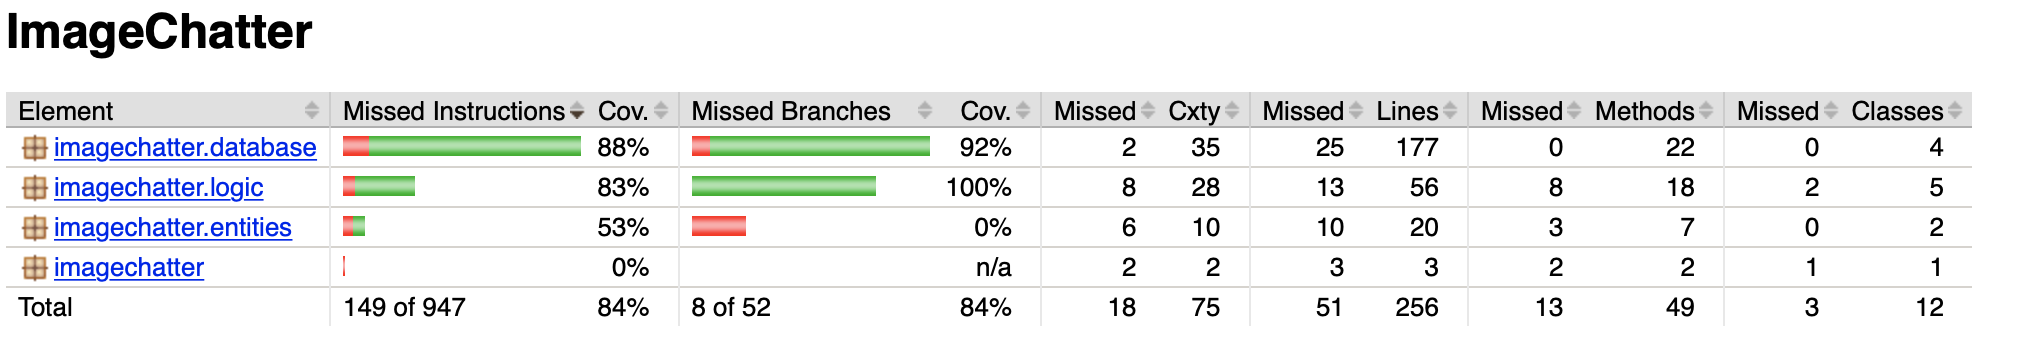 ImageChatter
Element Missed Instructions Cov. Missed Branches Cov. Missed Cxty Missed Lines Missed Methods Missed Classes
imagechatter.database 88% 92% 2 35 25 177 0 22 0 4
imagechatter.logic 83% 100% 8 28 13 56 8 18 2 5
imagechatter.entities 53% 0% 6 10 10 20 3 7 0 2
imagechatter 0% n/a 2 2 3 3 2 2 1 1
Total 149 of 947 84% 8 of 52 84% 18 75 51 256 13 49 3 12